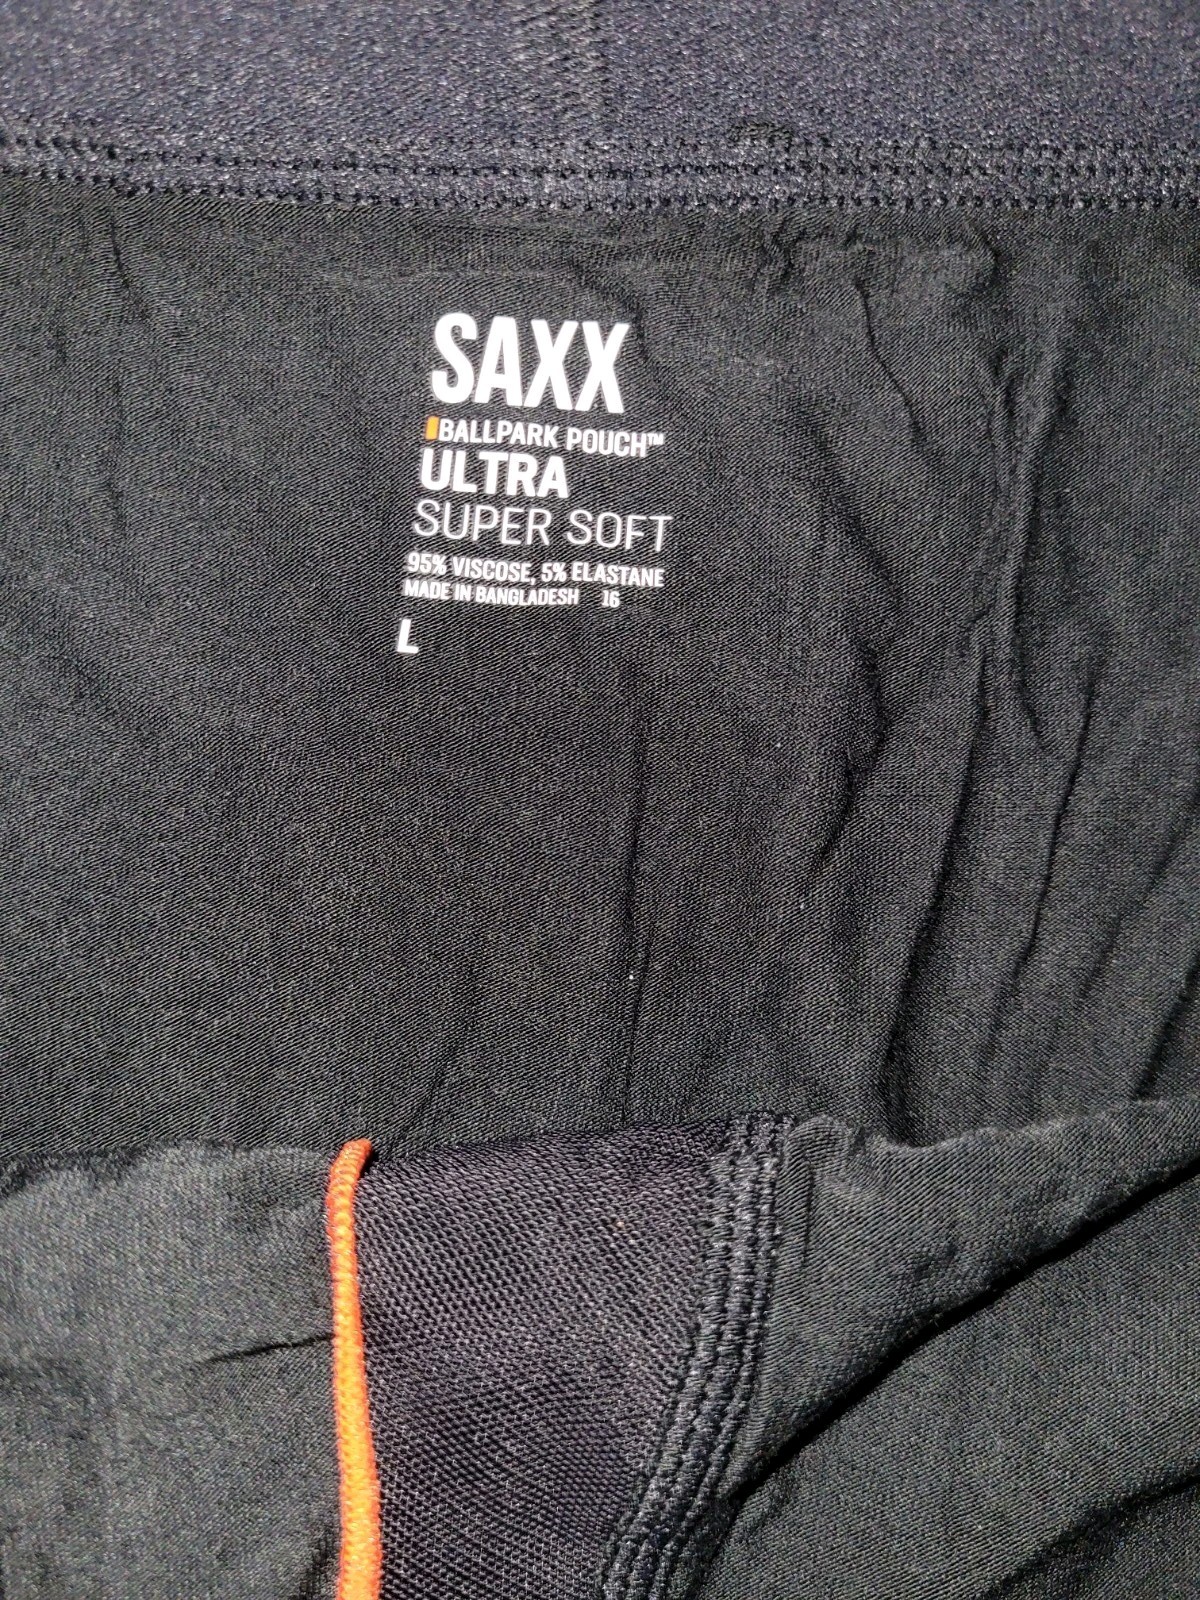 SAXX
BALLPARK POUCH™
ULTRA
SUPER SOFT
95% VISCOSE, 5% ELASTANE
MADE IN BANGLADESH 16
L